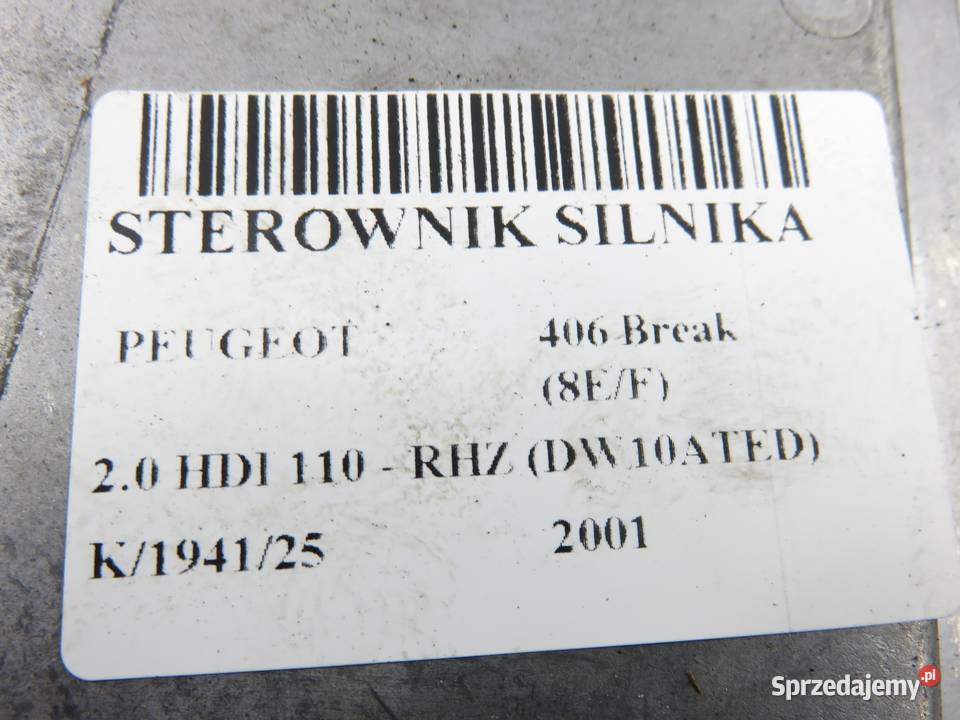 STEROWNIK SILNIKA
PEUGEOT 406 Break
(8E/F)
2.0 HDI 110 - RHZ (DW10ATED)
K/1941/25 2001
Sprzedajemy.pl